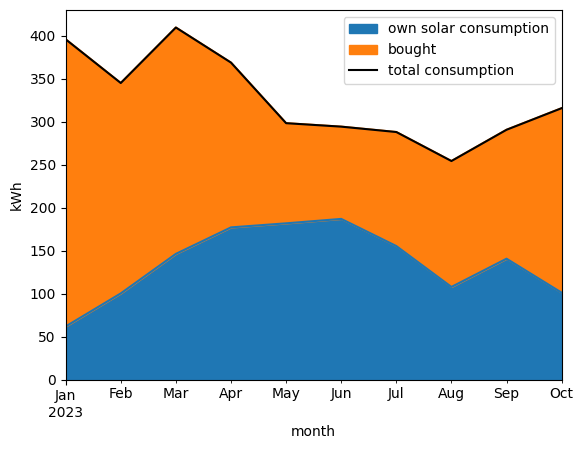 400
350
300
250
200
150
100
50
0
kWh
own solar consumption
bought
total consumption
Jan Feb Mar Apr May Jun Jul Aug Sep Oct
2023
month